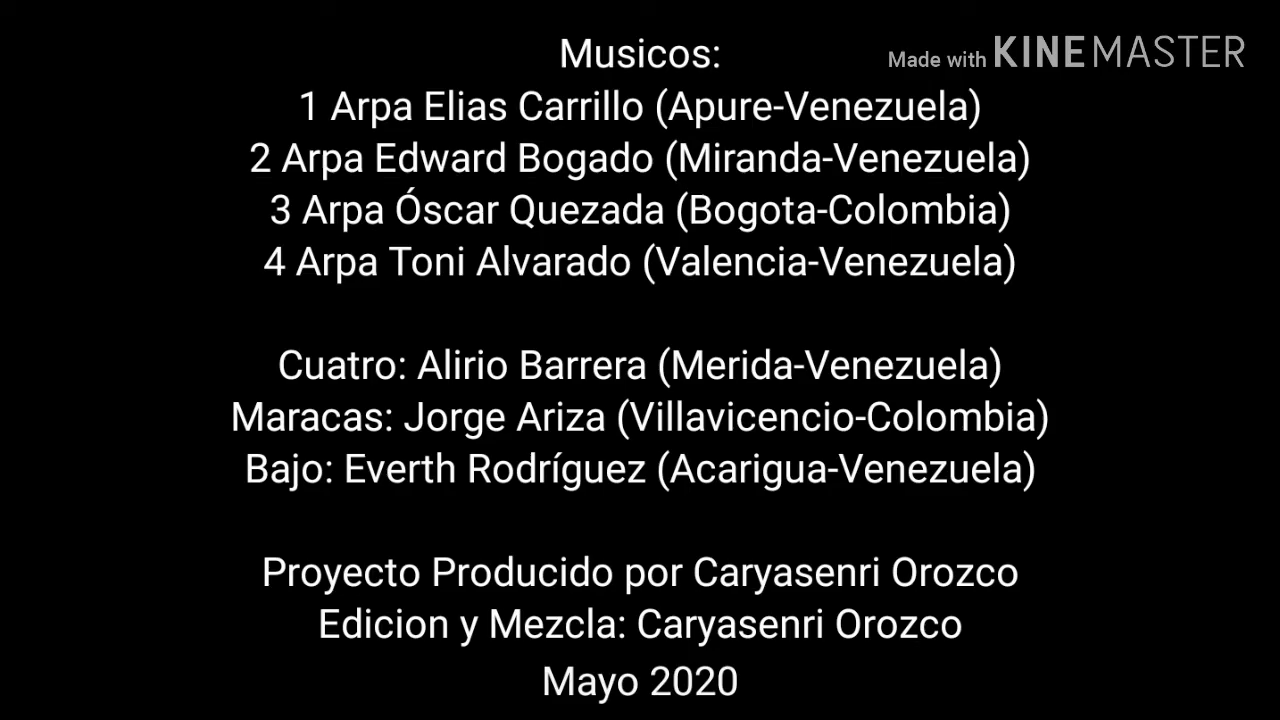 Musicos:
Made with KINEMASTER
1 Arpa Elias Carrillo (Apure-Venezuela)
2 Arpa Edward Bogado (Miranda-Venezuela)
3 Arpa Óscar Quezada (Bogota-Colombia)
4 Arpa Toni Alvarado (Valencia-Venezuela)
Cuatro: Alirio Barrera (Merida-Venezuela)
Maracas: Jorge Ariza (Villavicencio-Colombia)
Bajo: Everth Rodríguez (Acarigua-Venezuela)
Proyecto Producido por Caryasenri Orozco
Edicion y Mezcla: Caryasenri Orozco
Mayo 2020